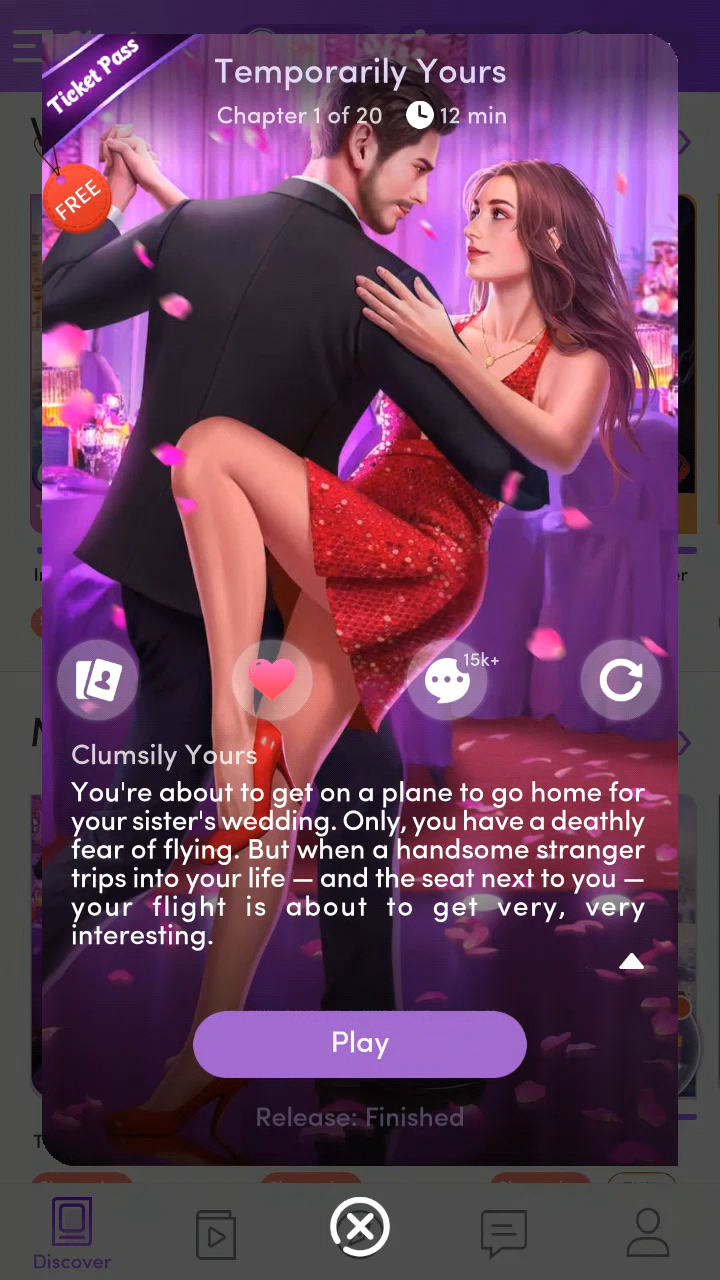 Ticket Pass
Temporarily Yours
Chapter 1 of 20 12 min
FREE
15k+
Clumsily Yours
You're about to get on a plane to go home for
your sister's wedding. Only, you have a deathly
fear of flying. But when a handsome stranger
trips into your life — and the seat next to you —
your flight is about to get very, very
interesting.
Play
Release: Finished
Discover